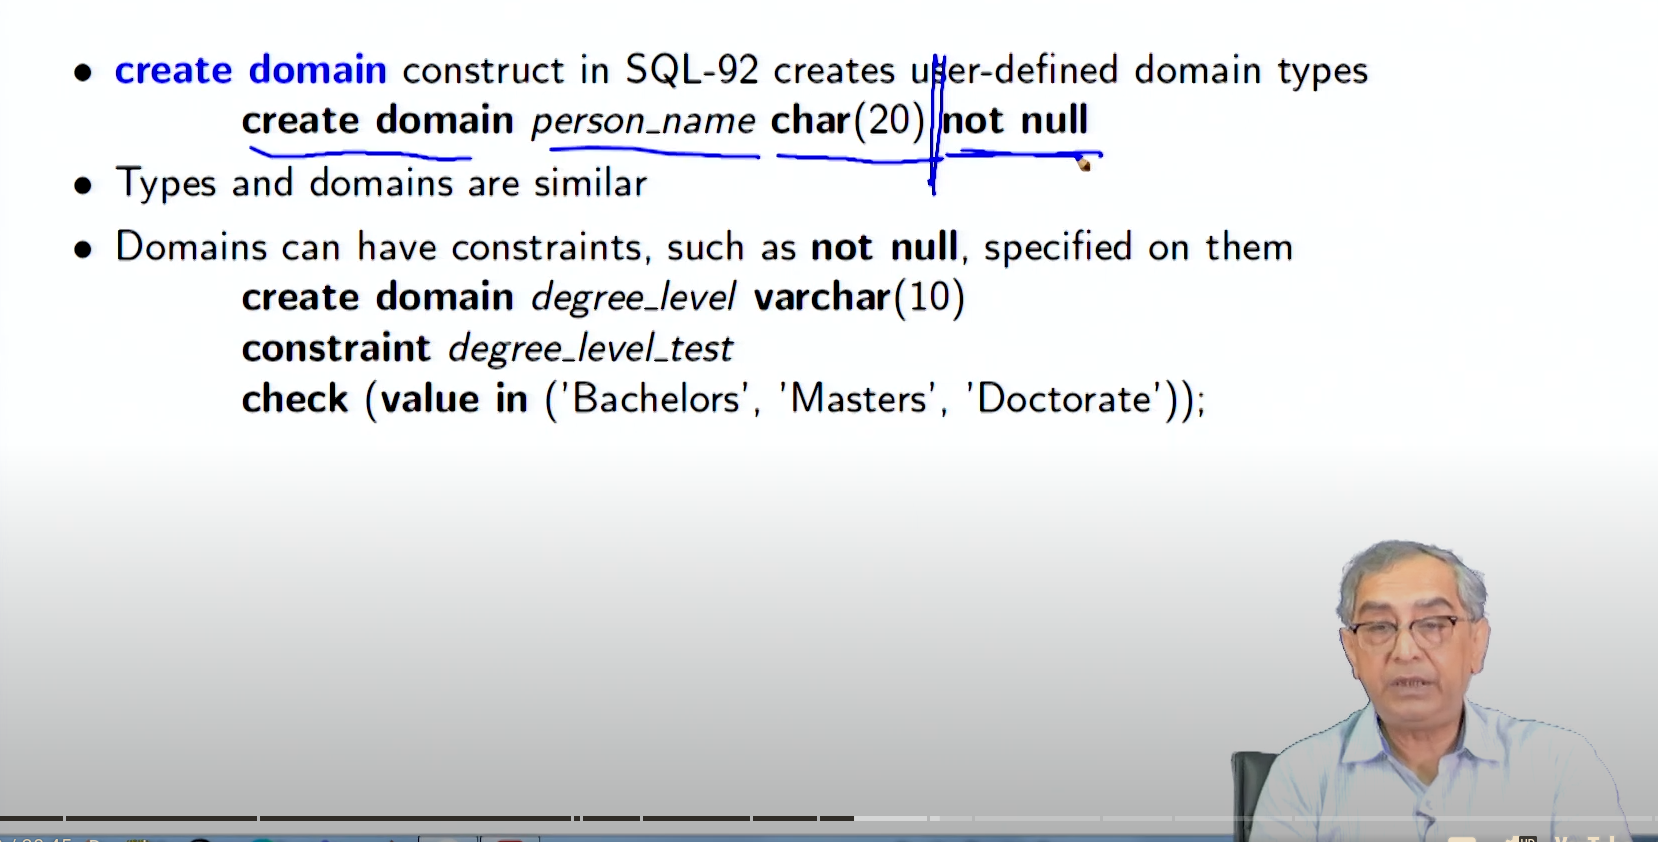 • create domain construct in SQL-92 creates user-defined domain types
create domain person_name char(20) not null
• Types and domains are similar
• Domains can have constraints, such as not null, specified on them
create domain degree_level varchar(10)
constraint degree_level_test
check (value in ('Bachelors', 'Masters', 'Doctorate'));